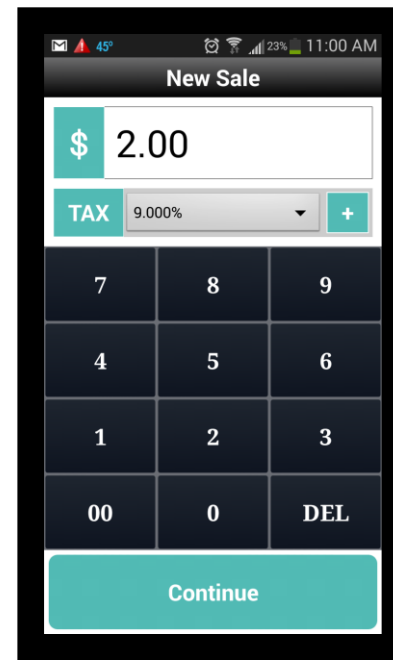 45° 23% 11:00 AM
New Sale
$ 2.00
TAX 9.000% +
7 8 9
4 5 6
1 2 3
00 0 DEL
Continue